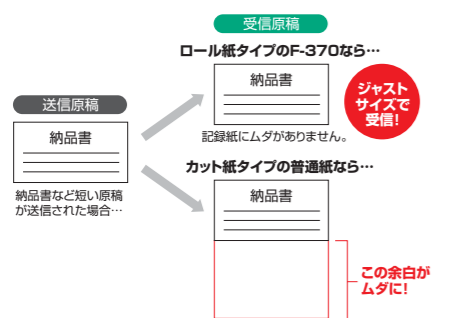 受信原稿
ロール紙タイプのF-370なら…
納品書
ジャスト
サイズで
受信!
記録紙にムダがありません。
送信原稿
納品書
納品書など短い原稿
が送信された場合…
カット紙タイプの普通紙なら…
納品書
この余白が
ムダに!